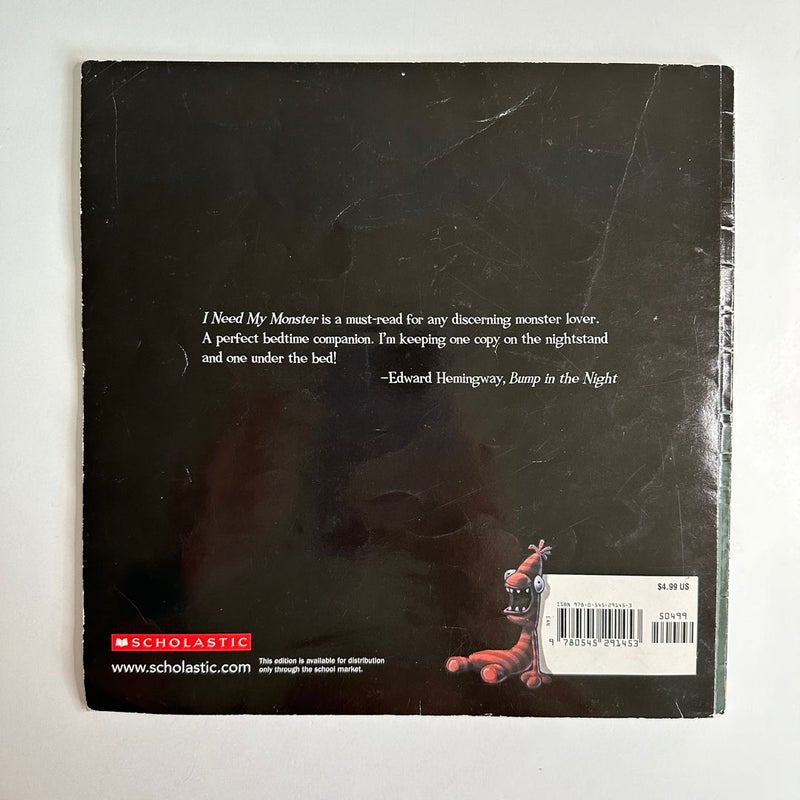 I Need My Monster is a must-read for any discerning monster lover.
A perfect bedtime companion. I'm keeping one copy on the nightstand
and one under the bed!
–Edward Hemingway, Bump in the Night
$4.99 US
ISBN 978-0-545-29145-3
50499
EAN
9 780545 291453
SCHOLASTIC
www.scholastic.com
This edition is available for distribution
only through the school market.